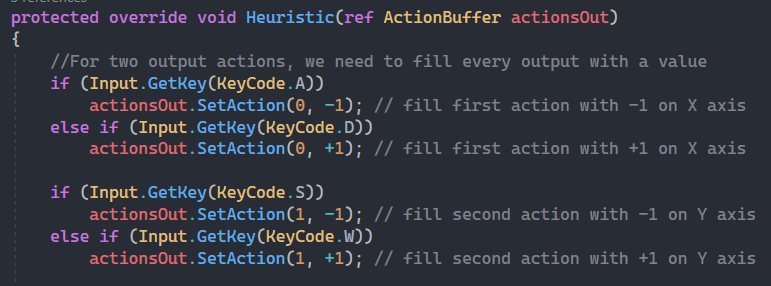 protected override void Heuristic(ref ActionBuffer actionsOut)
{
//For two output actions, we need to fill every output with a value
if (Input.GetKey(KeyCode.A))
actionsOut.SetAction(0, -1); // fill first action with -1 on X axis
else if (Input.GetKey(KeyCode.D))
actionsOut.SetAction(0, +1); // fill first action with +1 on X axis
if (Input.GetKey(KeyCode.S))
actionsOut.SetAction(1, -1); // fill second action with -1 on Y axis
else if (Input.GetKey(KeyCode.W))
actionsOut.SetAction(1, +1); // fill second action with +1 on Y axis